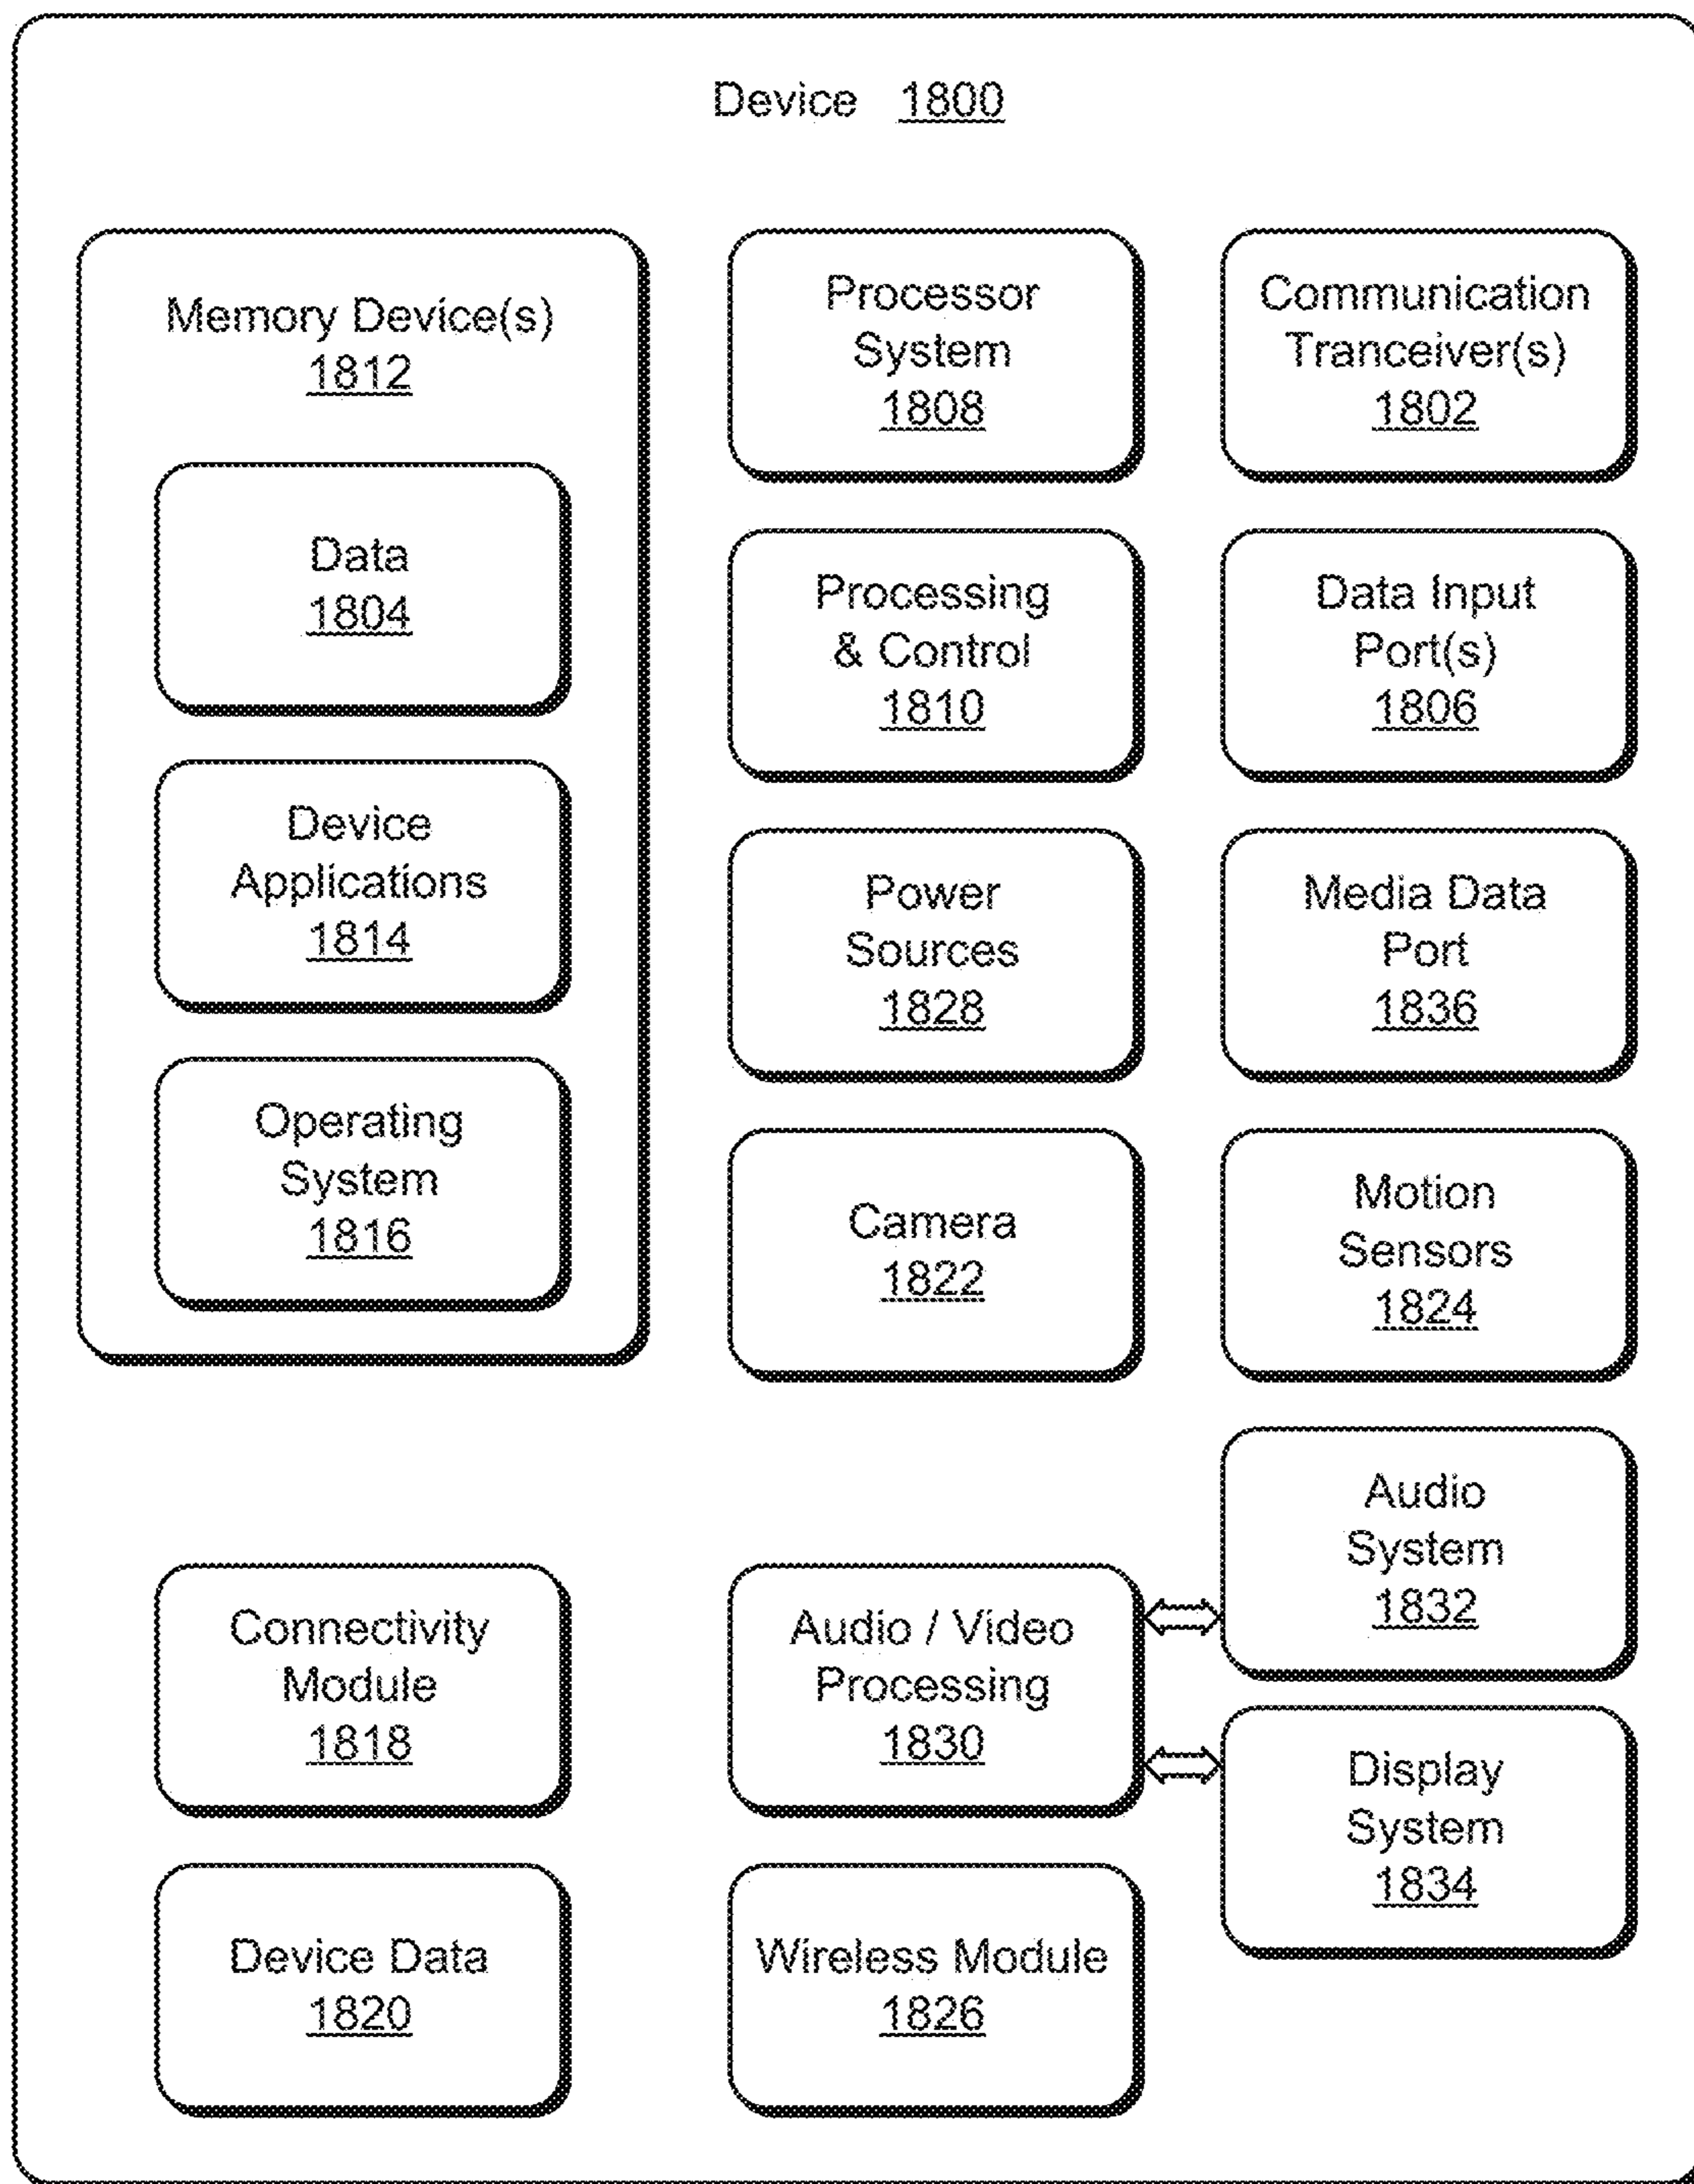 Device 1800
Memory Device(s)
1812
Data
1804
Device
Applications
1814
Operating
System
1816
Processor
System
1808
Communication
Tranceiver(s)
1802
Processing
& Control
1810
Data Input
Port(s)
1806
Power
Sources
1828
Media Data
Port
1836
Camera
1822
Motion
Sensors
1824
Connectivity
Module
1818
Audio / Video
Processing
1830
Audio
System
1832
Display
System
1834
Device Data
1820
Wireless Module
1826